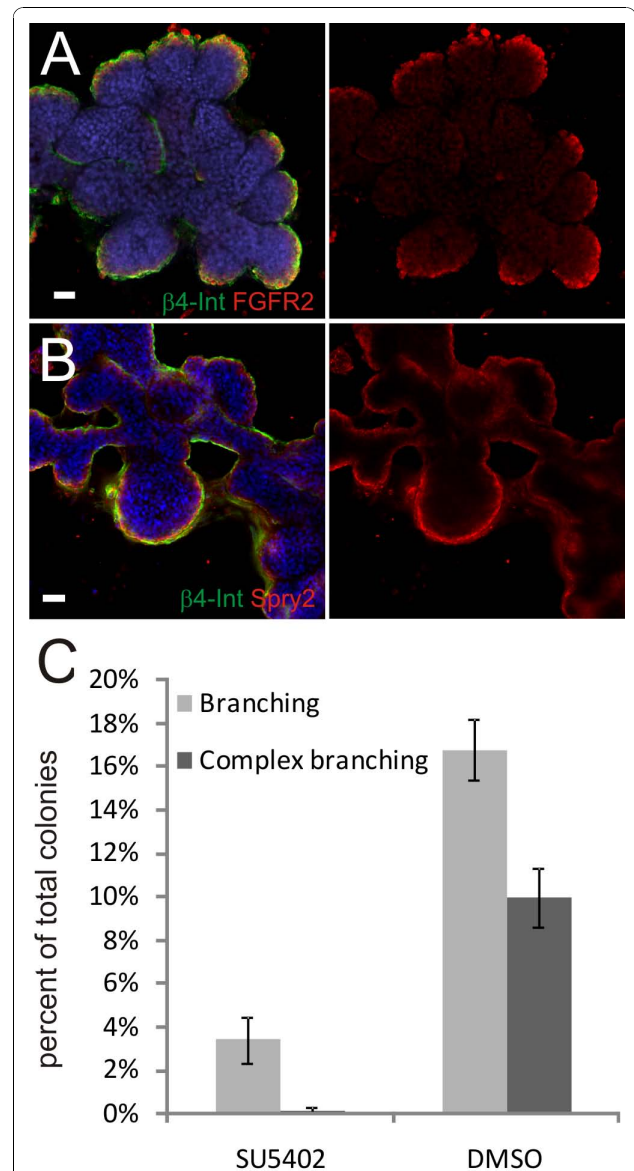 A
β4-Int FGFR2
B
β4-Int Spry2
C
percent of total colonies
20%
18%
16%
14%
12%
10%
8%
6%
4%
2%
0%
Branching
Complex branching
SU5402 DMSO